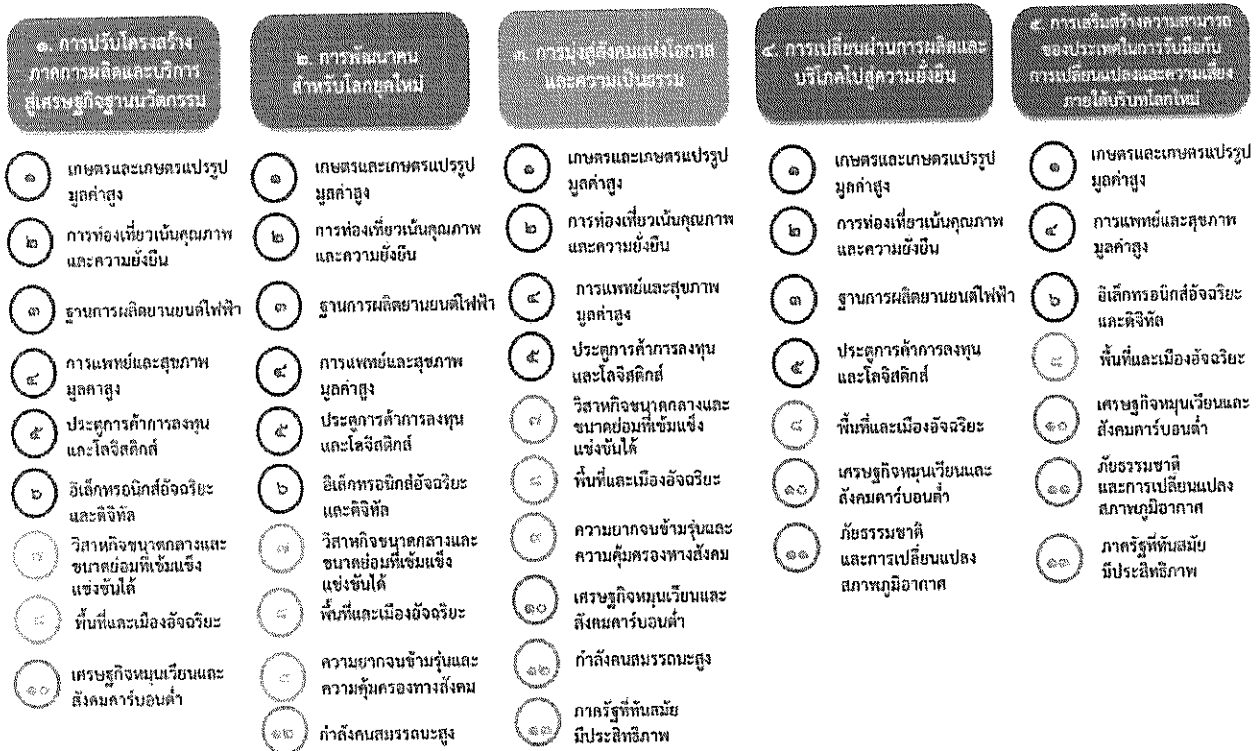 ๑. การปรับโครงสร้าง
ภาคการผลิตและบริการ
สู่เศรษฐกิจฐานนวัตกรรม
๑
เกษตรและเกษตรแปรรูป
มูลค่าสูง
๒
การท่องเที่ยวเน้นคุณภาพ
และความยั่งยืน
๓
ฐานการผลิตยานยนต์ไฟฟ้า
๔
การแพทย์และสุขภาพ
มูลค่าสูง
๕
ประตูการค้าการลงทุน
และโลจิสติกส์
๖
อิเล็กทรอนิกส์อัจฉริยะ
และดิจิทัล
๗
วิสาหกิจขนาดกลางและ
ขนาดย่อมที่เข้มแข็ง
แข่งขันได้
๘
พื้นที่และเมืองอัจฉริยะ
๑๐
เศรษฐกิจหมุนเวียนและ
สังคมคาร์บอนต่ำ
๒. การพัฒนาคน
สำหรับโลกยุคใหม่
๑
เกษตรและเกษตรแปรรูป
มูลค่าสูง
๒
การท่องเที่ยวเน้นคุณภาพ
และความยั่งยืน
๓
ฐานการผลิตยานยนต์ไฟฟ้า
๔
การแพทย์และสุขภาพ
มูลค่าสูง
๕
ประตูการค้าการลงทุน
และโลจิสติกส์
๖
อิเล็กทรอนิกส์อัจฉริยะ
และดิจิทัล
๗
วิสาหกิจขนาดกลางและ
ขนาดย่อมที่เข้มแข็ง
แข่งขันได้
๘
พื้นที่และเมืองอัจฉริยะ
๙
ความยากจนข้ามรุ่นและ
ความคุ้มครองทางสังคม
๑๒
กำลังคนสมรรถนะสูง
๓. การมุ่งสู่สังคมแห่งโอกาส
และความเป็นธรรม
๑
เกษตรและเกษตรแปรรูป
มูลค่าสูง
๒
การท่องเที่ยวเน้นคุณภาพ
และความยั่งยืน
๔
การแพทย์และสุขภาพ
มูลค่าสูง
๕
ประตูการค้าการลงทุน
และโลจิสติกส์
๗
วิสาหกิจขนาดกลางและ
ขนาดย่อมที่เข้มแข็ง
แข่งขันได้
๘
พื้นที่และเมืองอัจฉริยะ
๙
ความยากจนข้ามรุ่นและ
ความคุ้มครองทางสังคม
๑๐
เศรษฐกิจหมุนเวียนและ
สังคมคาร์บอนต่ำ
๑๒
กำลังคนสมรรถนะสูง
๑๓
ภาครัฐที่ทันสมัย
มีประสิทธิภาพ
๔. การเปลี่ยนผ่านการผลิตและ
บริโภคไปสู่ความยั่งยืน
๑
เกษตรและเกษตรแปรรูป
มูลค่าสูง
๒
การท่องเที่ยวเน้นคุณภาพ
และความยั่งยืน
๓
ฐานการผลิตยานยนต์ไฟฟ้า
๕
ประตูการค้าการลงทุน
และโลจิสติกส์
๘
พื้นที่และเมืองอัจฉริยะ
๑๐
เศรษฐกิจหมุนเวียนและ
สังคมคาร์บอนต่ำ
๑๑
ภัยธรรมชาติ
และการเปลี่ยนแปลง
สภาพภูมิอากาศ
๕ การเสริมสร้างความสามารถ
ของประเทศในการรับมือกับ
การเปลี่ยนแปลงและความเสี่ยง
ภายใต้บริบทโลกใหม่
๑
เกษตรและเกษตรแปรรูป
มูลค่าสูง
๔
การแพทย์และสุขภาพ
มูลค่าสูง
๖
อิเล็กทรอนิกส์อัจฉริยะ
และดิจิทัล
๘
พื้นที่และเมืองอัจฉริยะ
๑๐
เศรษฐกิจหมุนเวียนและ
สังคมคาร์บอนต่ำ
๑๑
ภัยธรรมชาติ
และการเปลี่ยนแปลง
สภาพภูมิอากาศ
๑๓
ภาครัฐที่ทันสมัย
มีประสิทธิภาพ